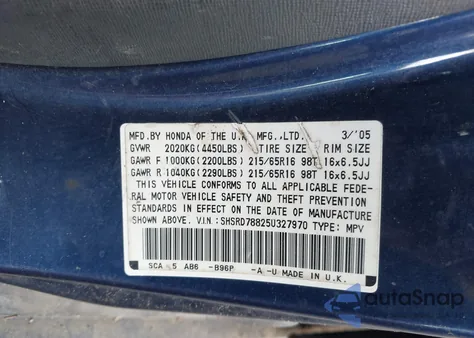 MFD.BY HONDA OF THE U.K. MFG.,LTD. 3/'05
GVWR 2020KG(4450LBS) TIRE SIZE RIM SIZE
GAWR F 1000KG(2200LBS) 215/65R16 98T 16x6.5JJ
GAWR R 1040KG(2290LBS) 215/65R16 98T 16x6.5JJ
THIS VEHICLE CONFORMS TO ALL APPLICABLE FEDE-
RAL MOTOR VEHICLE SAFETY AND THEFT PREVENTION
STANDARDS IN EFFECT ON THE DATE OF MANUFACTURE
SHOWN ABOVE. V.I.N.:SHSRD78825U327970 TYPE: MPV
SCA 5 AB6 -B96P -A -U MADE IN U.K.
autoSnap